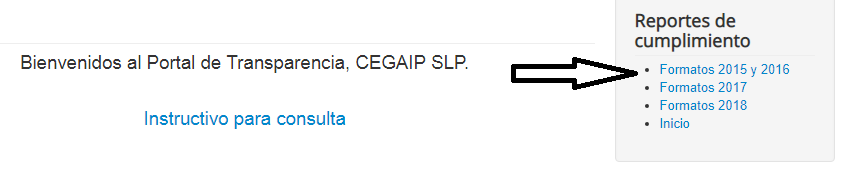 Reportes de
cumplimiento
Bienvenidos al Portal de Transparencia, CEGAIP SLP.
Instructivo para consulta
Formatos 2015 y 2016
Formatos 2017
Formatos 2018
Inicio